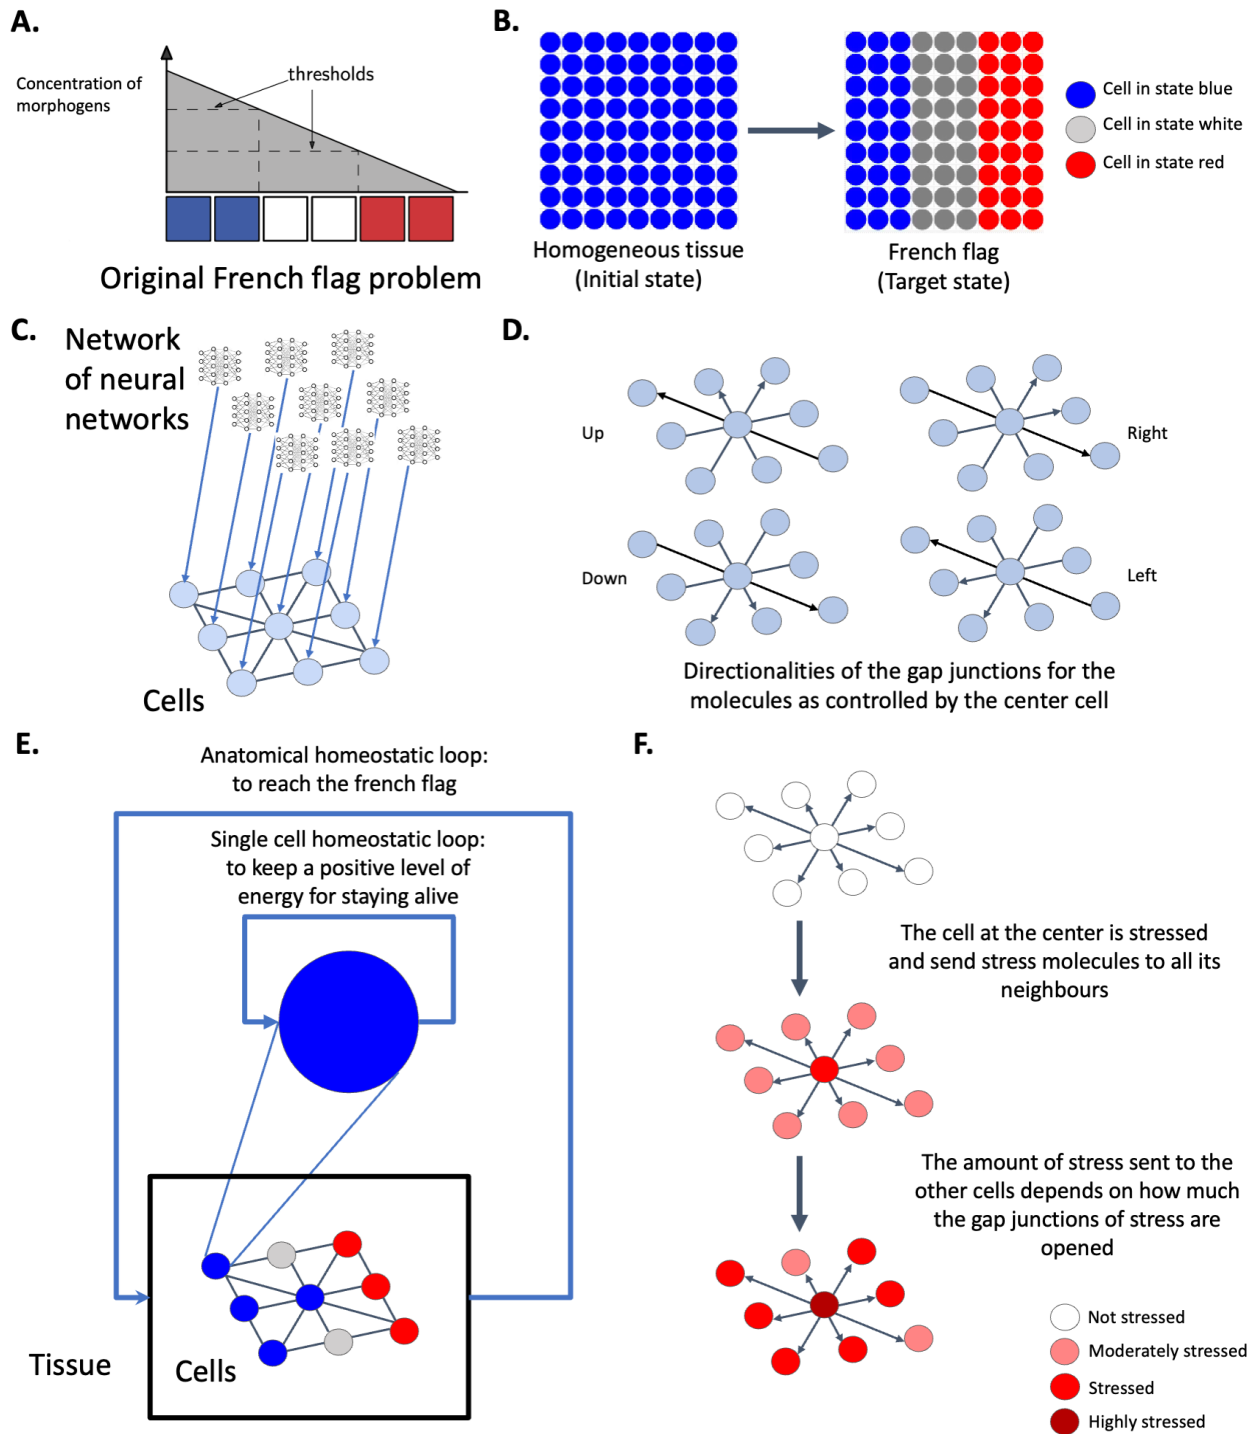 A.
Concentration of
morphogens
thresholds
Original French flag problem
B.
Homogeneous tissue
(Initial state)
French flag
(Target state)
Cell in state blue
Cell in state white
Cell in state red
C.
Network
of neural
networks
Cells
D.
Up
Right
Down
Left
Directionalities of the gap junctions for the
molecules as controlled by the center cell
E.
Anatomical homeostatic loop:
to reach the french flag
Single cell homeostatic loop:
to keep a positive level of
energy for staying alive
Tissue
Cells
F.
The cell at the center is stressed
and send stress molecules to all its
neighbours
The amount of stress sent to the
other cells depends on how much
the gap junctions of stress are
opened
Not stressed
Moderately stressed
Stressed
Highly stressed